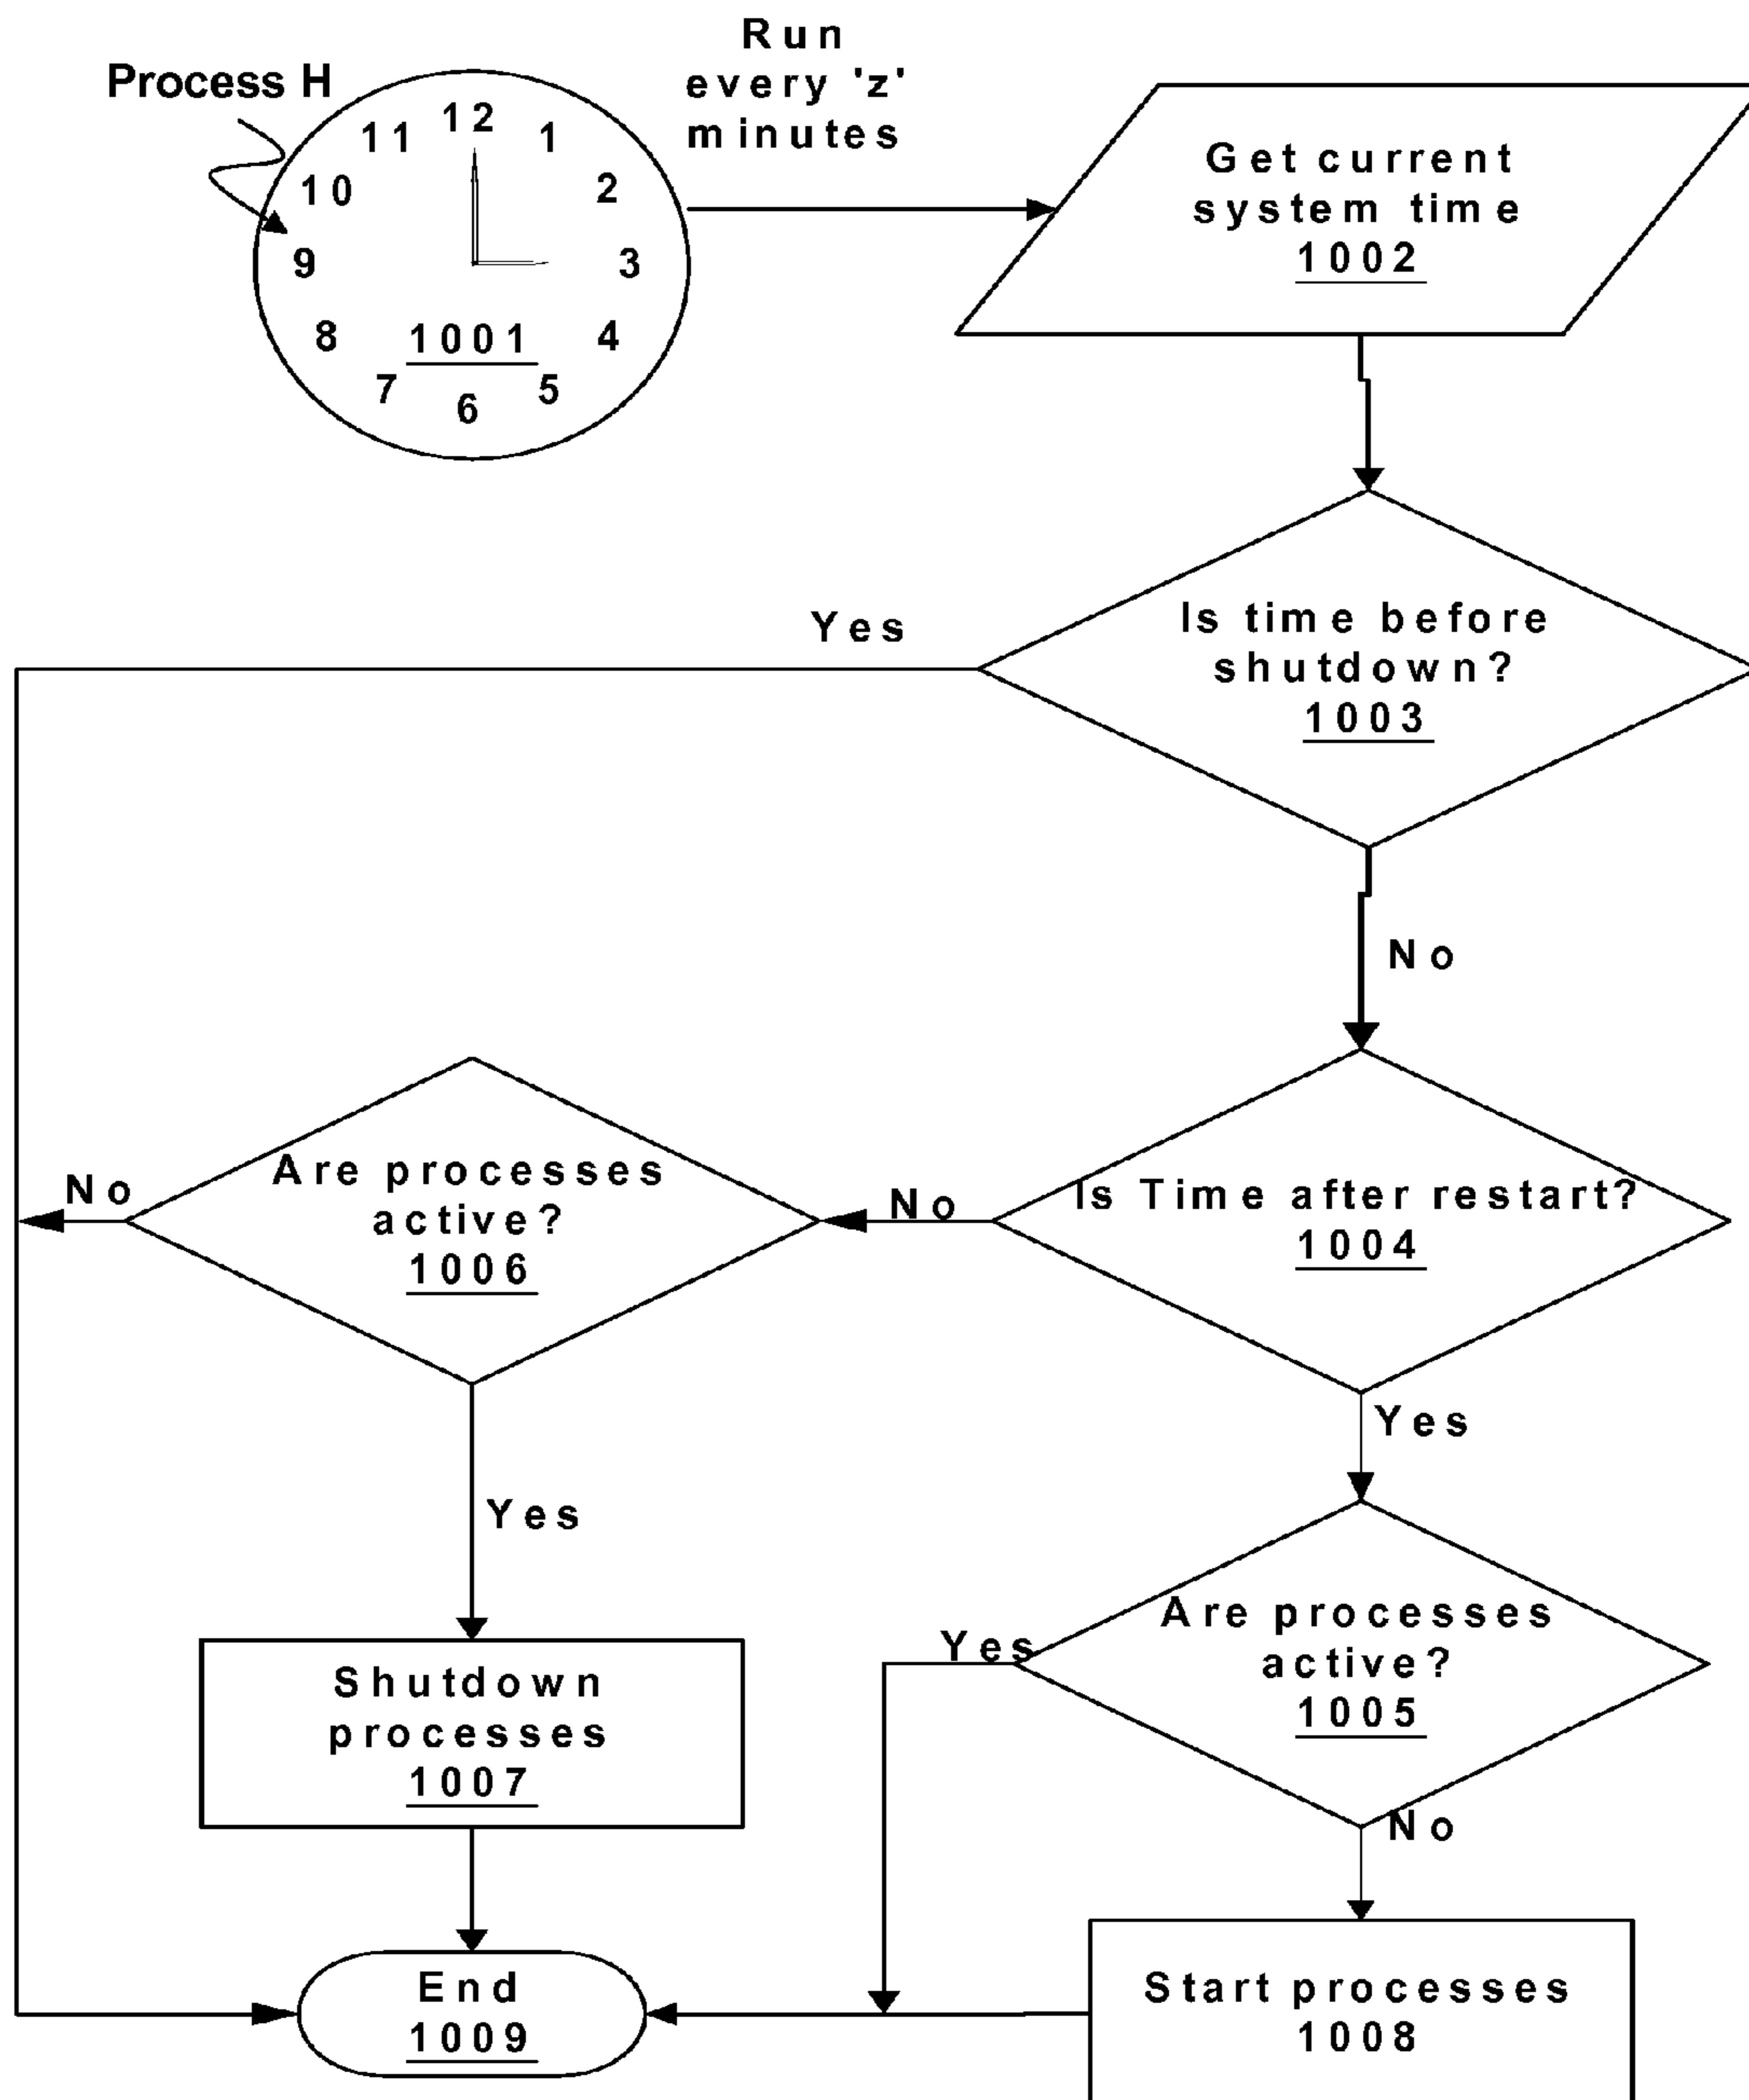 Process H
12
11
1
10
2
9
3
8
4
1001
7
5
6
Run
every 'z'
minutes
Get current
system time
1002
Is time before
shutdown?
1003
Yes
No
Is Time after restart?
1004
No
Are processes
active?
1006
No
Yes
Yes
Shutdown
processes
1007
Are processes
active?
1005
Yes
No
Start processes
1008
End
1009